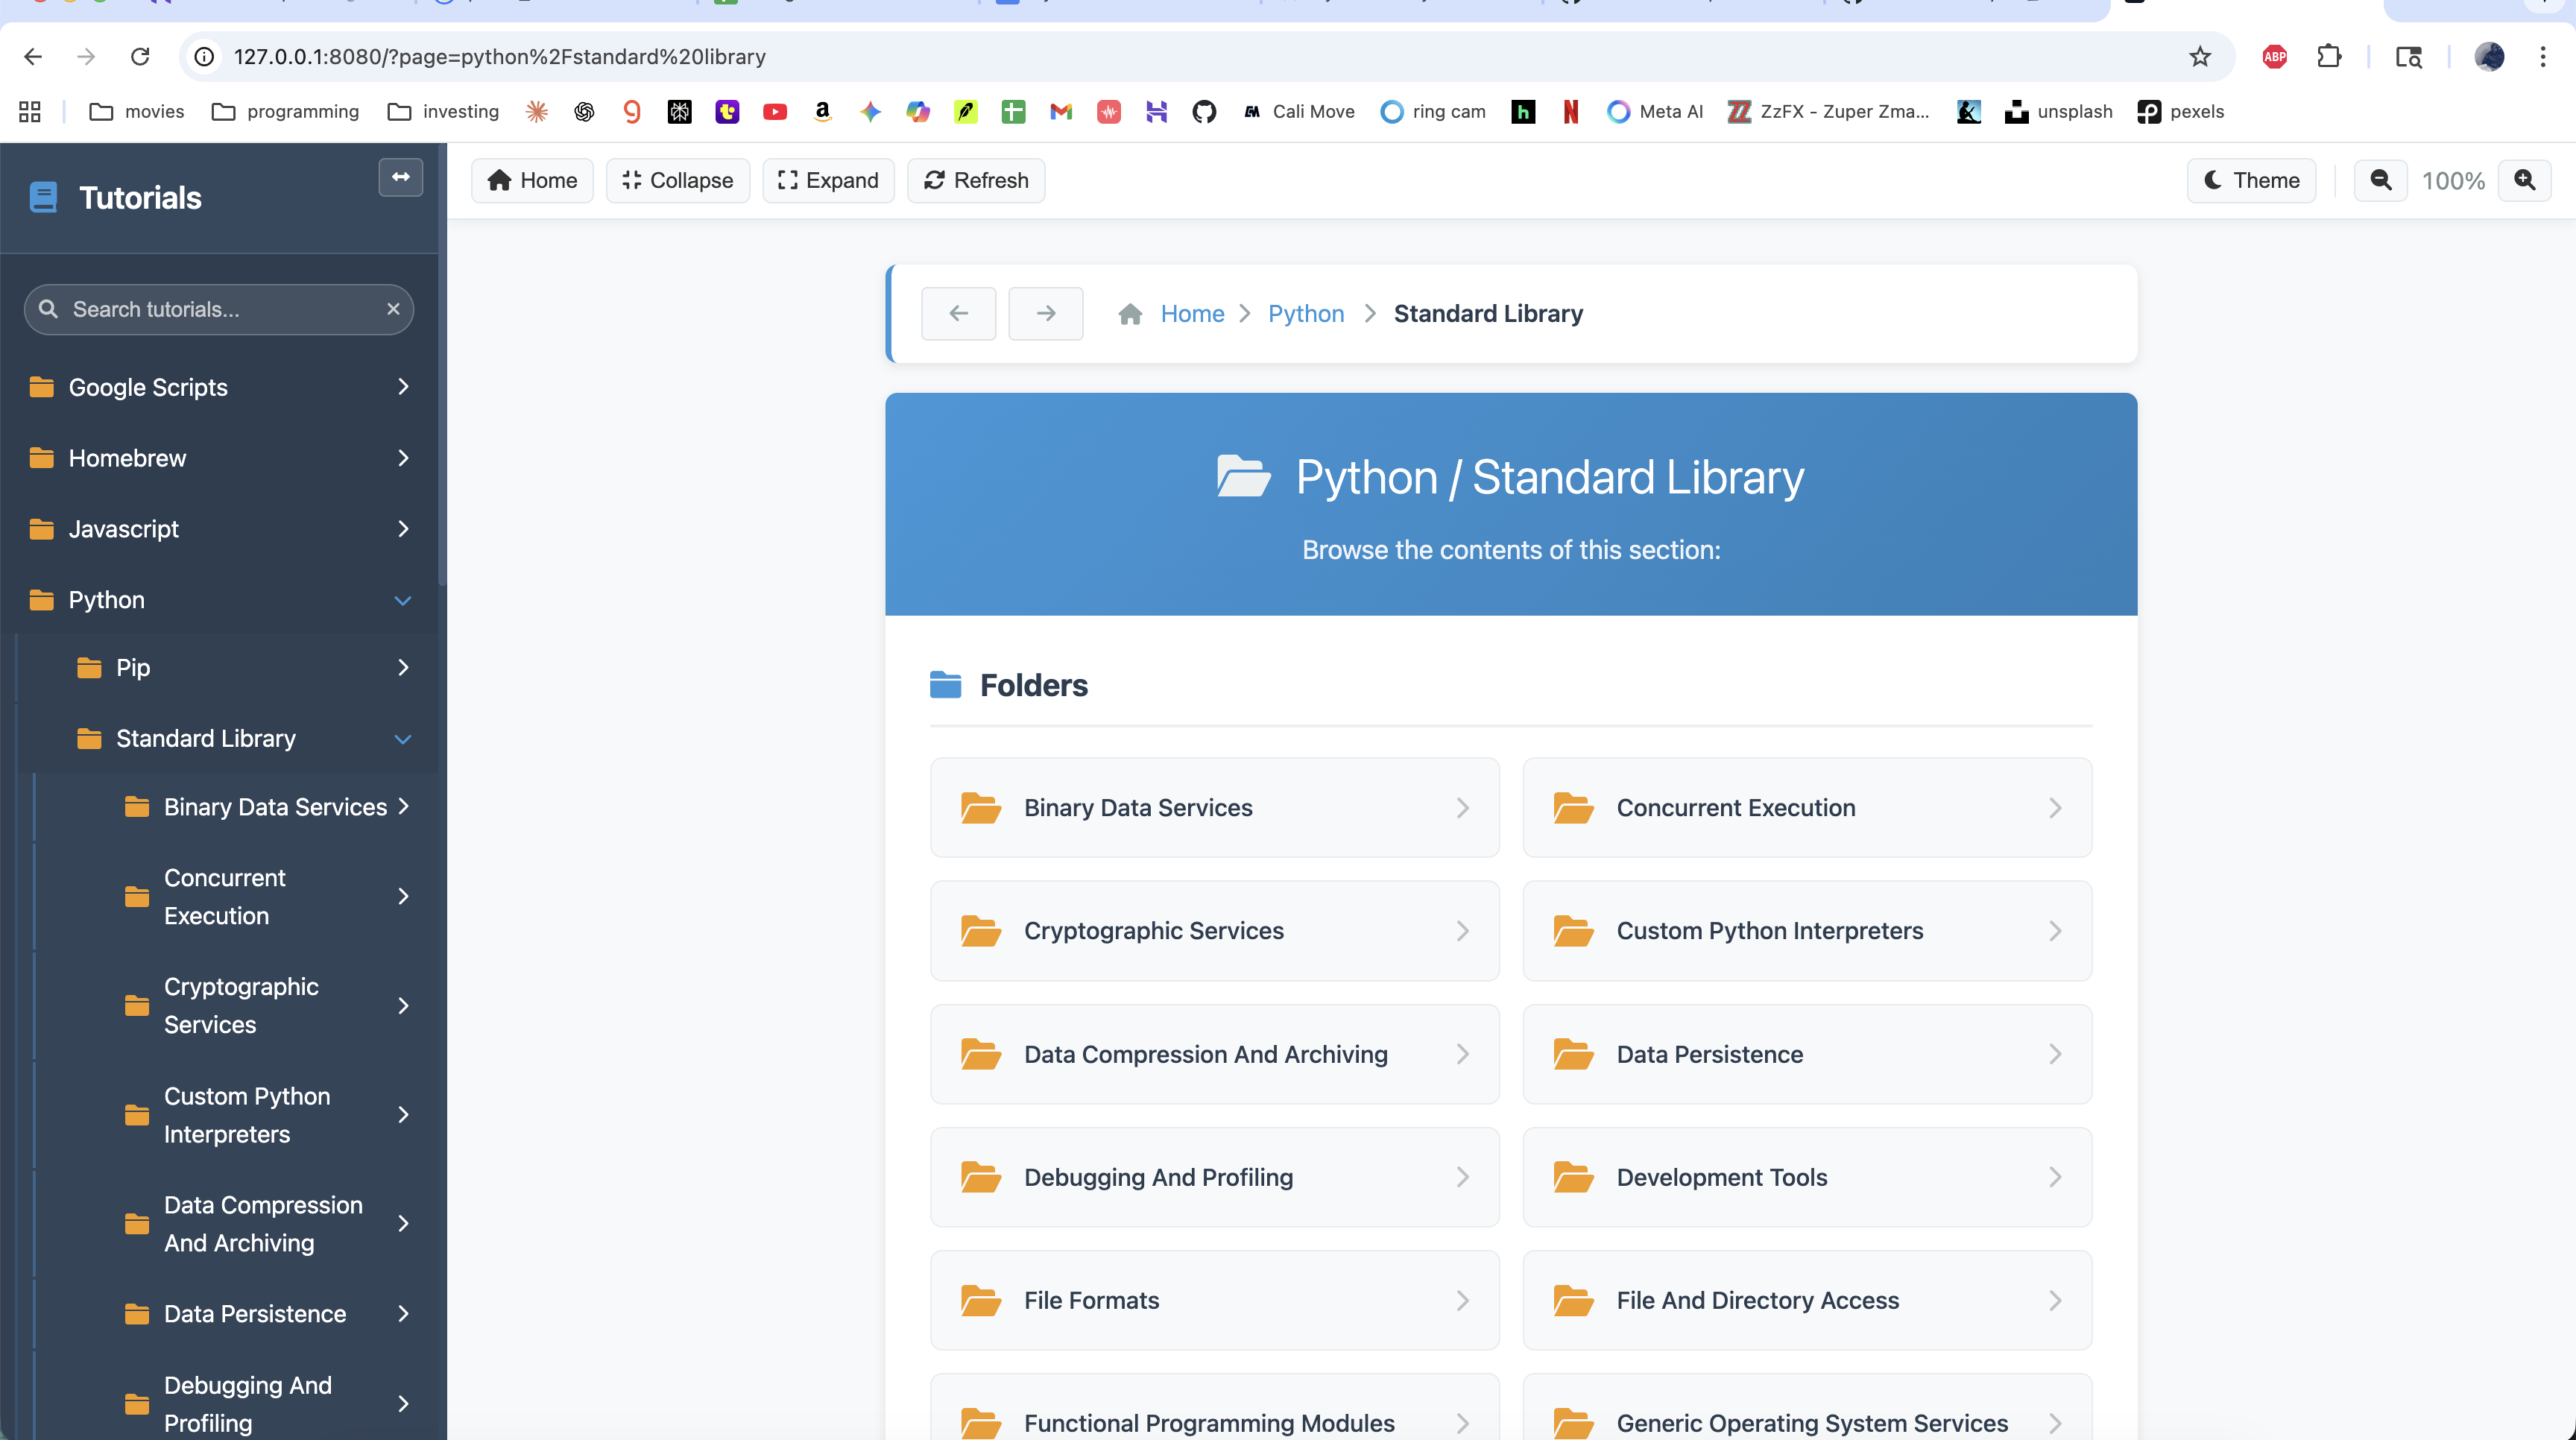 127.0.0.1:8080/?page=python%2Fstandard%20library
ABP
movies programming investing Cali Move ring cam Meta AI ZzFX - Zuper Zma... unsplash pexels
Tutorials
Home Collapse Expand Refresh Theme 100%
Search tutorials...
Google Scripts
Homebrew
Javascript
Python
Pip
Standard Library
Binary Data Services
Concurrent
Execution
Cryptographic
Services
Custom Python
Interpreters
Data Compression
And Archiving
Data Persistence
Debugging And
Profiling
Home Python Standard Library
Python / Standard Library
Browse the contents of this section:
Folders
Binary Data Services Concurrent Execution
Cryptographic Services Custom Python Interpreters
Data Compression And Archiving Data Persistence
Debugging And Profiling Development Tools
File Formats File And Directory Access
Functional Programming Modules Generic Operating System Services